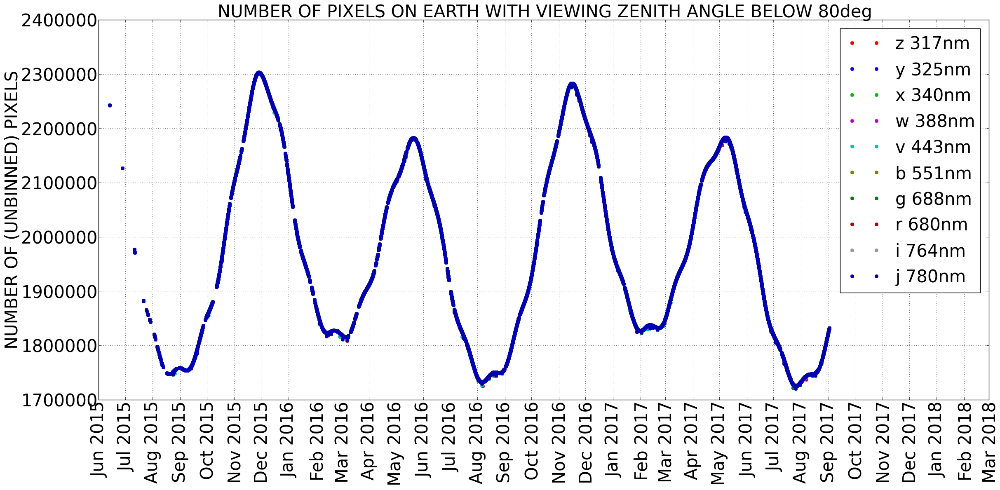 NUMBER OF PIXELS ON EARTH WITH VIEWING ZENITH ANGLE BELOW 80deg
NUMBER OF (UNBINNED) PIXELS
2400000
2300000
2200000
2100000
2000000
1900000
1800000
1700000
z 317nm
y 325nm
x 340nm
w 388nm
v 443nm
b 551nm
g 688nm
r 680nm
i 764nm
j 780nm
Jun 2015
Jul 2015
Aug 2015
Sep 2015
Oct 2015
Nov 2015
Dec 2015
Jan 2016
Feb 2016
Mar 2016
Apr 2016
May 2016
Jun 2016
Jul 2016
Aug 2016
Sep 2016
Oct 2016
Nov 2016
Dec 2016
Jan 2017
Feb 2017
Mar 2017
Apr 2017
May 2017
Jun 2017
Jul 2017
Aug 2017
Sep 2017
Oct 2017
Nov 2017
Dec 2017
Jan 2018
Feb 2018
Mar 2018